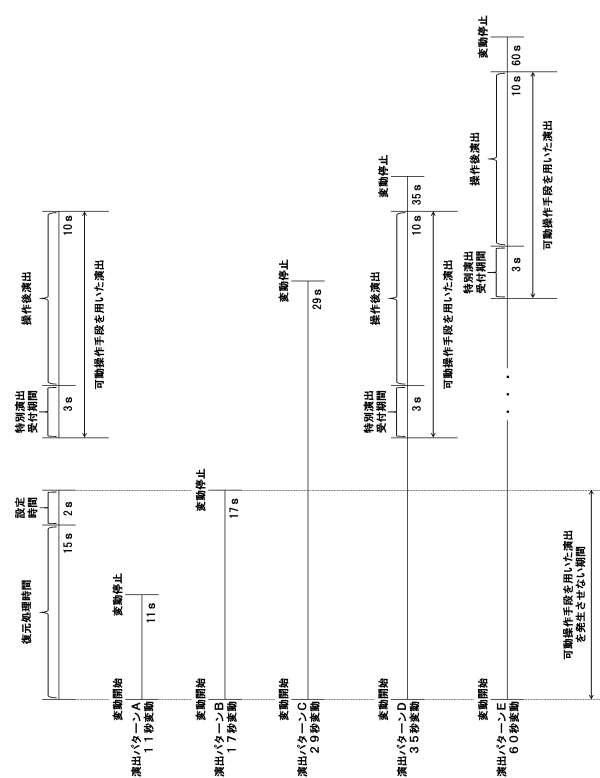 復元処理時間
15s
設定
時間
2s
特別演出
受付期間
3s
操作後演出
10s
可動操作手段を用いた演出
演出パターンA
11秒変動
変動開始
変動停止
11s
演出パターンB
17秒変動
変動開始
変動停止
17s
演出パターンC
29秒変動
変動開始
変動停止
29s
演出パターンD
35秒変動
変動開始
特別演出
受付期間
3s
操作後演出
10s
変動停止
35s
可動操作手段を用いた演出
演出パターンE
60秒変動
変動開始
・・・
特別演出
受付期間
3s
操作後演出
10s
変動停止
60s
可動操作手段を用いた演出
可動操作手段を用いた演出
を発生させない期間